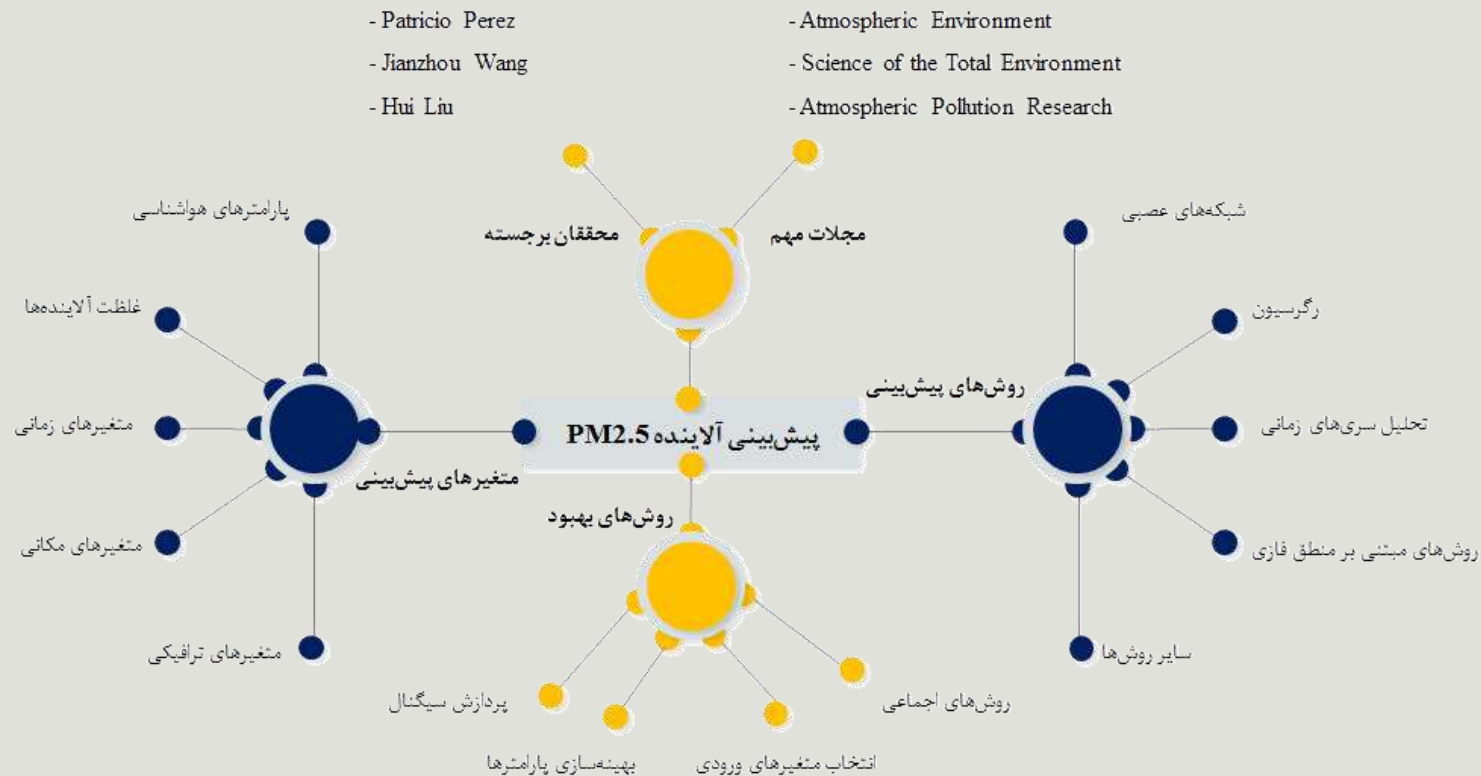 - Patricio Perez
- Jianzhou Wang
- Hui Liu
- Atmospheric Environment
- Science of the Total Environment
- Atmospheric Pollution Research
محققان برجسته
مجلات مهم
پیش‌بینی آلاینده PM2.5
روش‌های پیش‌بینی
شبکه‌های عصبی
رگرسیون
تحلیل سری‌های زمانی
روش‌های مبتنی بر منطق فازی
سایر روش‌ها
متغیرهای پیش‌بینی
پارامترهای هواشناسی
غلظت آلاینده‌ها
متغیرهای زمانی
متغیرهای مکانی
متغیرهای ترافیکی
روش‌های بهبود
روش‌های اجماعی
انتخاب متغیرهای ورودی
بهینه‌سازی پارامترها
پردازش سیگنال